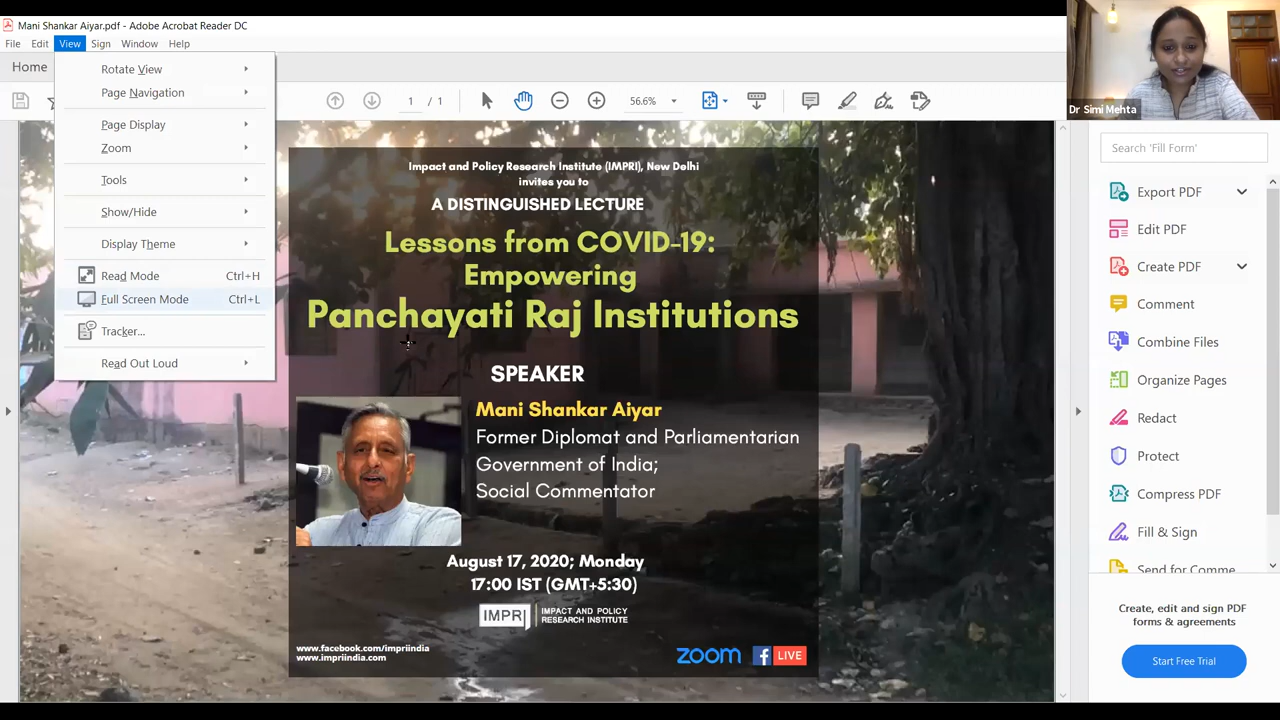 Mani Shankar Aiyar.pdf - Adobe Acrobat Reader DC
File Edit View Sign Window Help
Home
1 / 1
56.6%
Rotate View
Page Navigation
Page Display
Zoom
Tools
Show/Hide
Display Theme
Read Mode Ctrl+H
Full Screen Mode Ctrl+L
Tracker...
Read Out Loud
Impact and Policy Research Institute (IMPRI), New Delhi
invites you to
A DISTINGUISHED LECTURE
Lessons from COVID-19:
Empowering
Panchayati Raj Institutions
SPEAKER
Mani Shankar Aiyar
Former Diplomat and Parliamentarian
Government of India;
Social Commentator
August 17, 2020; Monday
17:00 IST (GMT+5:30)
IMPRI
IMPACT AND POLICY
RESEARCH INSTITUTE
www.facebook.com/impriindia
www.impriindia.com
zoom f LIVE
Dr Simi Mehta
Search 'Fill Form'
Export PDF
Edit PDF
Create PDF
Comment
Combine Files
Organize Pages
Redact
Protect
Compress PDF
Fill & Sign
Send for Comme
Create, edit and sign PDF
forms & agreements
Start Free Trial